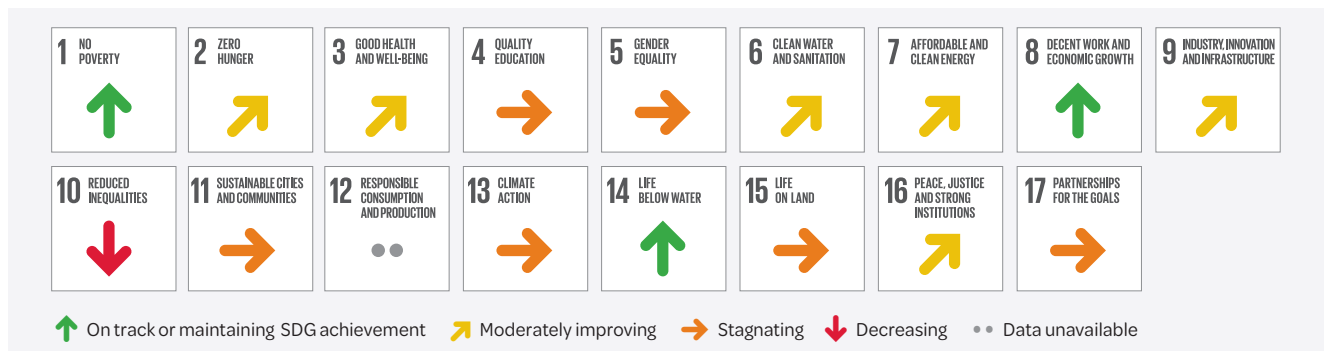 1 NO
POVERTY
2 ZERO
HUNGER
3 GOOD HEALTH
AND WELL-BEING
4 QUALITY
EDUCATION
5 GENDER
EQUALITY
6 CLEAN WATER
AND SANITATION
7 AFFORDABLE AND
CLEAN ENERGY
8 DECENT WORK AND
ECONOMIC GROWTH
9 INDUSTRY, INNOVATION
AND INFRASTRUCTURE
10 REDUCED
INEQUALITIES
11 SUSTAINABLE CITIES
AND COMMUNITIES
12 RESPONSIBLE
CONSUMPTION
AND PRODUCTION
13 CLIMATE
ACTION
14 LIFE
BELOW WATER
15 LIFE
ON LAND
16 PEACE, JUSTICE
AND STRONG
INSTITUTIONS
17 PARTNERSHIPS
FOR THE GOALS
On track or maintaining SDG achievement Moderately improving Stagnating Decreasing Data unavailable